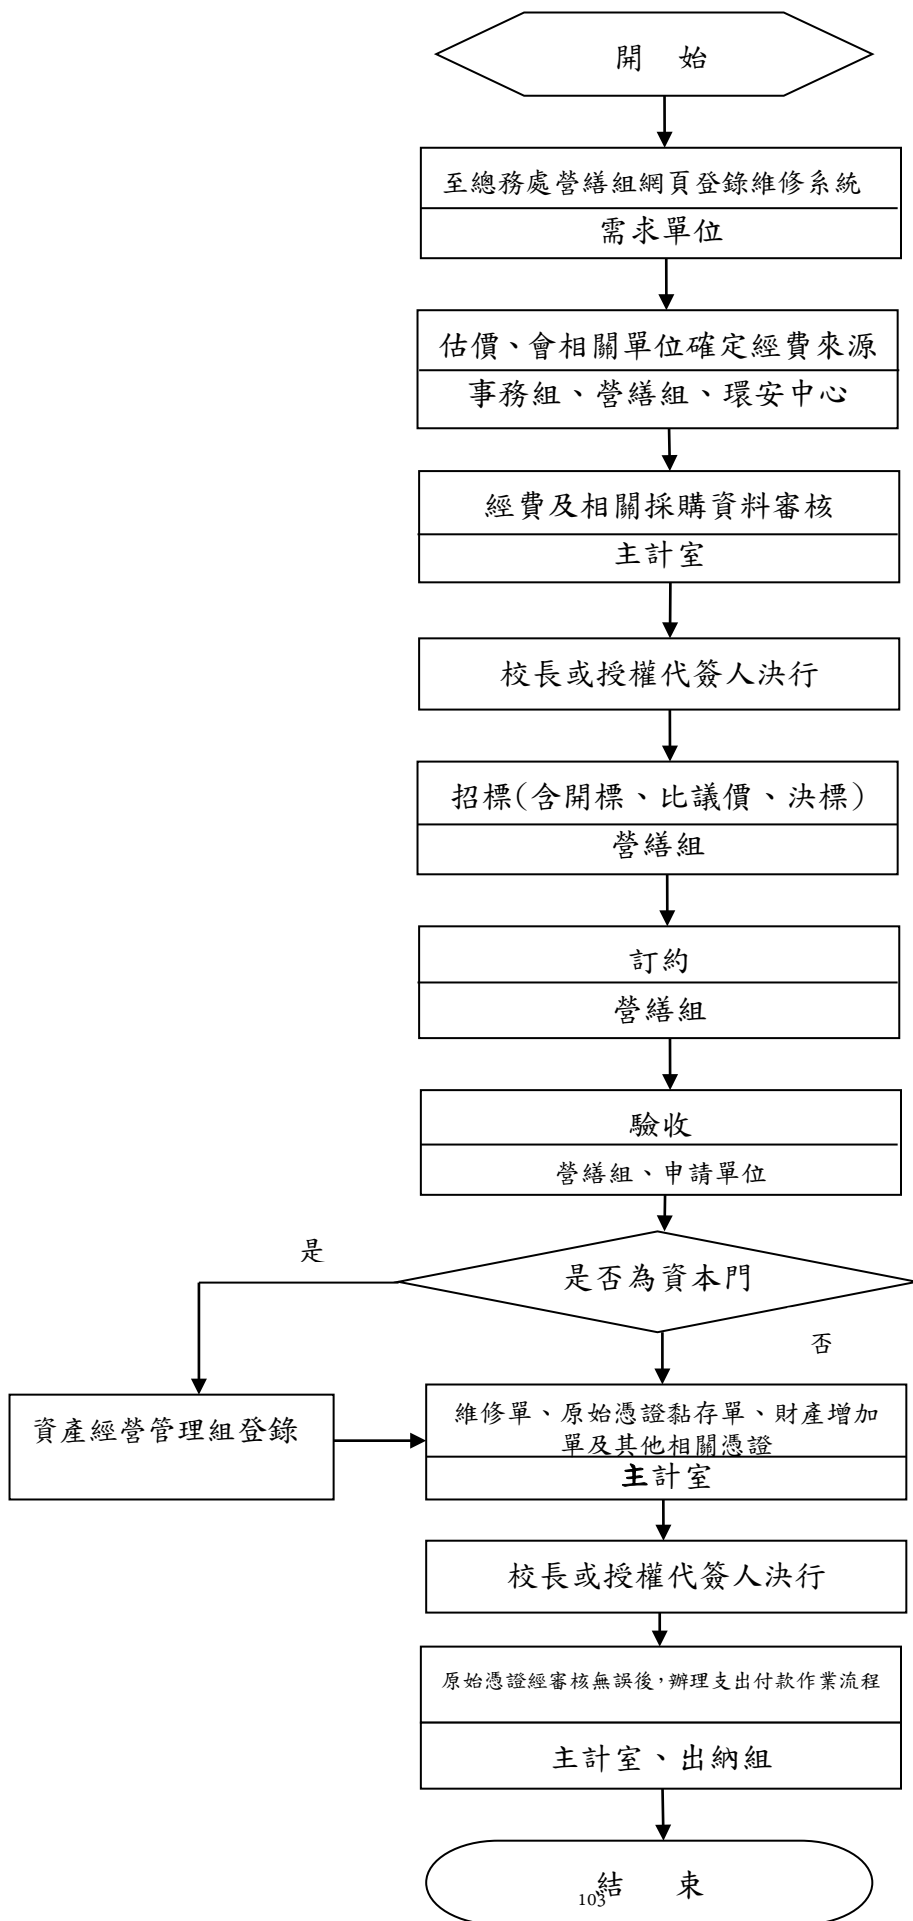 開 始
至總務處營繕組網頁登錄維修系統
需求單位
估價、會相關單位確定經費來源
事務組、營繕組、環安中心
經費及相關採購資料審核
主計室
校長或授權代簽人決行
招標(含開標、比議價、決標)
營繕組
訂約
營繕組
驗收
營繕組、申請單位
是否為資本門
是
否
資產經營管理組登錄
維修單、原始憑證黏存單、財產增加
單及其他相關憑證
主計室
校長或授權代簽人決行
原始憑證經審核無誤後，辦理支出付款作業流程
主計室、出納組
結 束
103